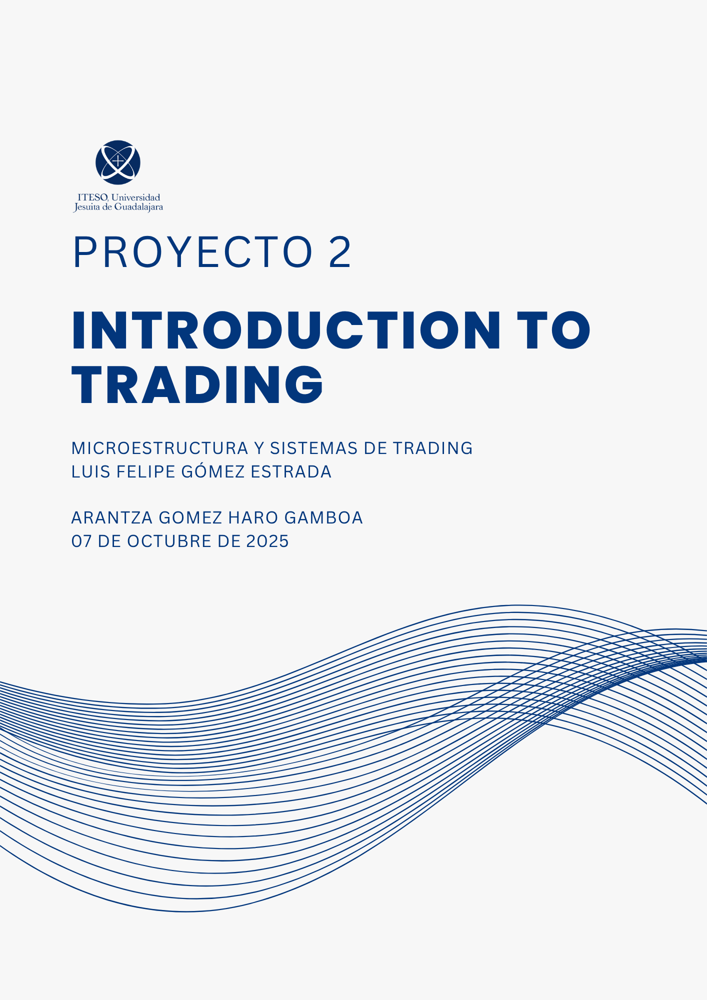 ITESO, Universidad
Jesuita de Guadalajara
PROYECTO 2
INTRODUCTION TO
TRADING
MICROESTRUCTURA Y SISTEMAS DE TRADING
LUIS FELIPE GÓMEZ ESTRADA
ARANTZA GOMEZ HARO GAMBOA
07 DE OCTUBRE DE 2025